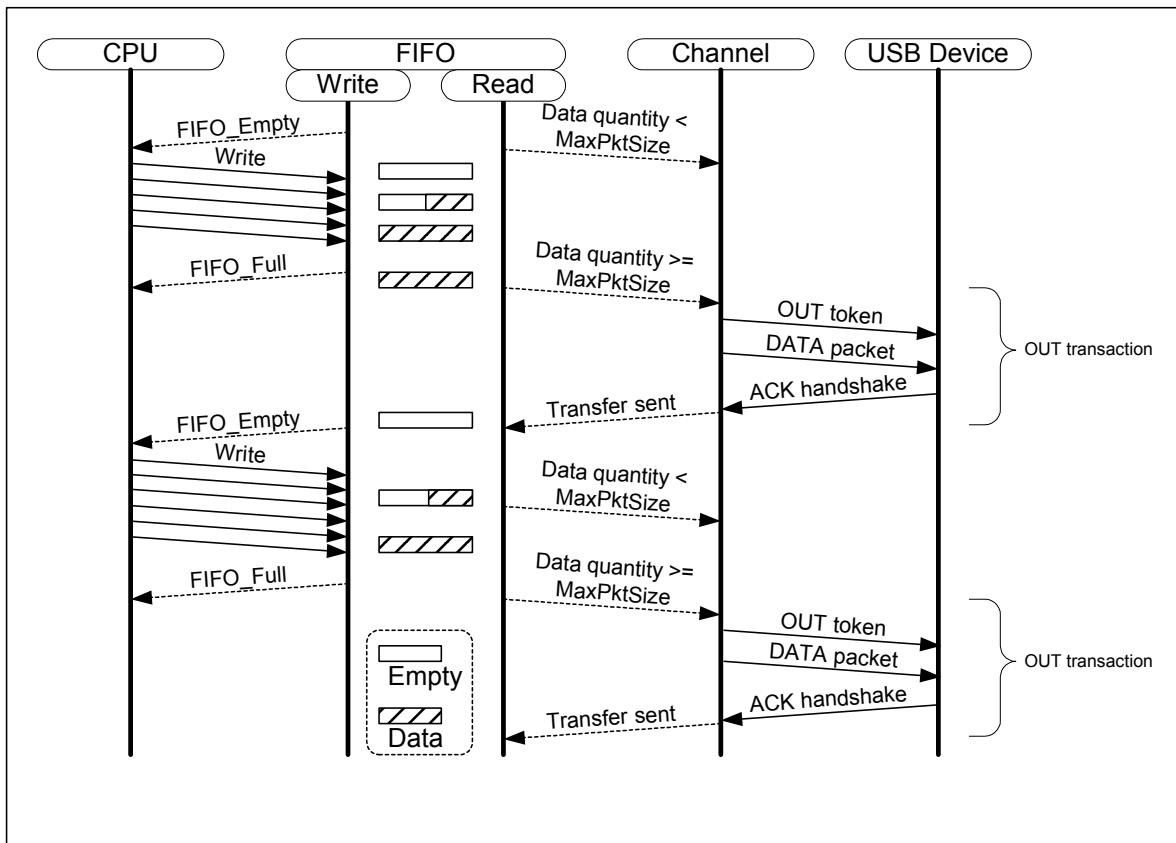 CPU
FIFO
Channel
USB Device
Write
Read
FIFO_Empty
Data quantity <
MaxPktSize
Write
FIFO_Full
Data quantity >=
MaxPktSize
OUT token
DATA packet
OUT transaction
ACK handshake
Transfer sent
FIFO_Empty
Write
Data quantity <
MaxPktSize
FIFO_Full
Data quantity >=
MaxPktSize
OUT token
DATA packet
OUT transaction
ACK handshake
Transfer sent
Empty
Data